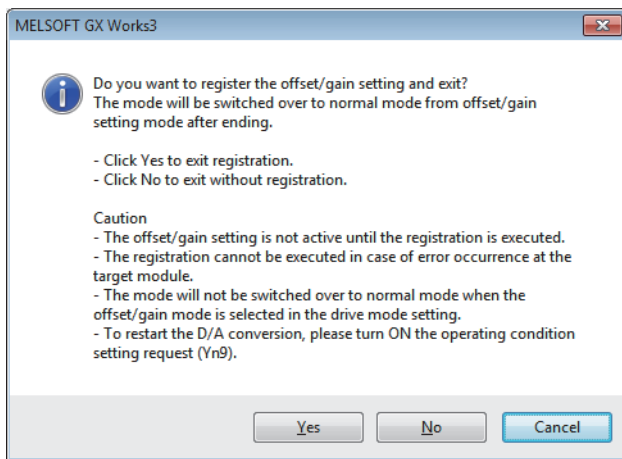 MELSOFT GX Works3
Do you want to register the offset/gain setting and exit?
The mode will be switched over to normal mode from offset/gain
setting mode after ending.
- Click Yes to exit registration.
- Click No to exit without registration.
Caution
- The offset/gain setting is not active until the registration is executed.
- The registration cannot be executed in case of error occurrence at the
target module.
- The mode will not be switched over to normal mode when the
offset/gain mode is selected in the drive mode setting.
- To restart the D/A conversion, please turn ON the operating condition
setting request (Yn9).
Yes No Cancel